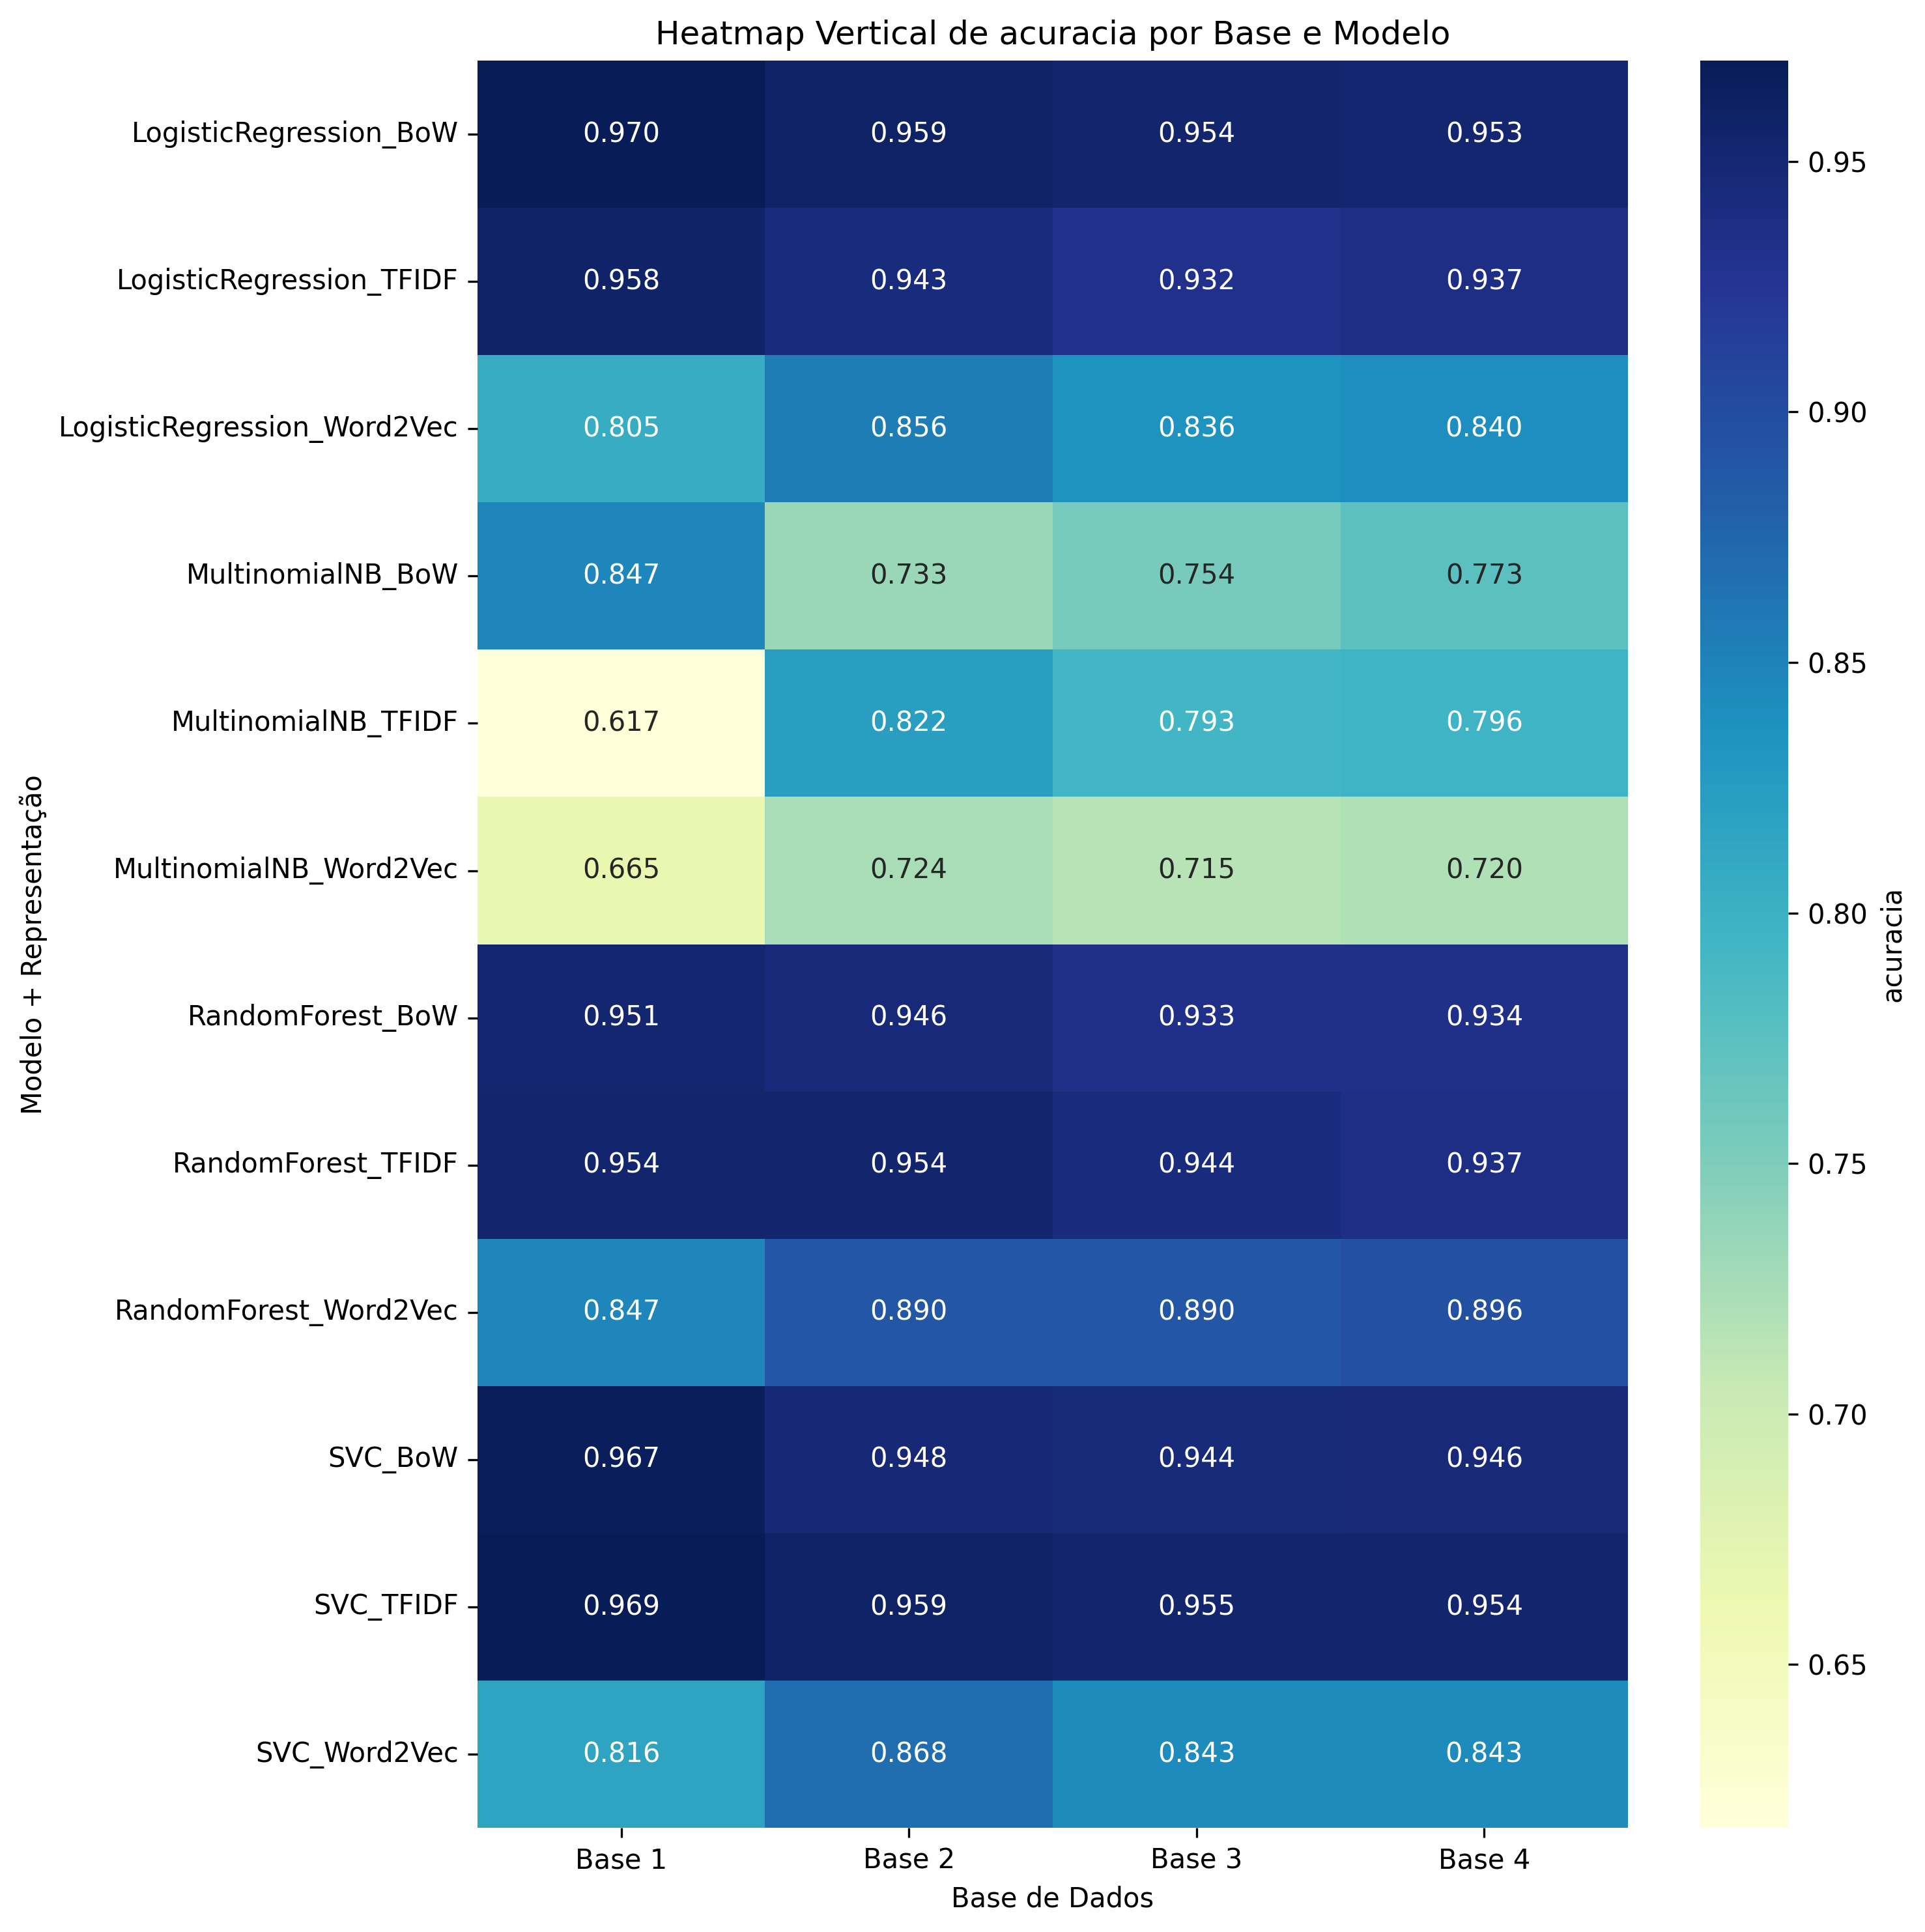 Heatmap Vertical de acuracia por Base e Modelo
Modelo + Representação
LogisticRegression_BoW 0.970 0.959 0.954 0.953
LogisticRegression_TFIDF 0.958 0.943 0.932 0.937
LogisticRegression_Word2Vec 0.805 0.856 0.836 0.840
MultinomialNB_BoW 0.847 0.733 0.754 0.773
MultinomialNB_TFIDF 0.617 0.822 0.793 0.796
MultinomialNB_Word2Vec 0.665 0.724 0.715 0.720
RandomForest_BoW 0.951 0.946 0.933 0.934
RandomForest_TFIDF 0.954 0.954 0.944 0.937
RandomForest_Word2Vec 0.847 0.890 0.890 0.896
SVC_BoW 0.967 0.948 0.944 0.946
SVC_TFIDF 0.969 0.959 0.955 0.954
SVC_Word2Vec 0.816 0.868 0.843 0.843
Base 1 Base 2 Base 3 Base 4
Base de Dados
0.95
0.90
0.85
0.80
0.75
0.70
0.65
acuracia